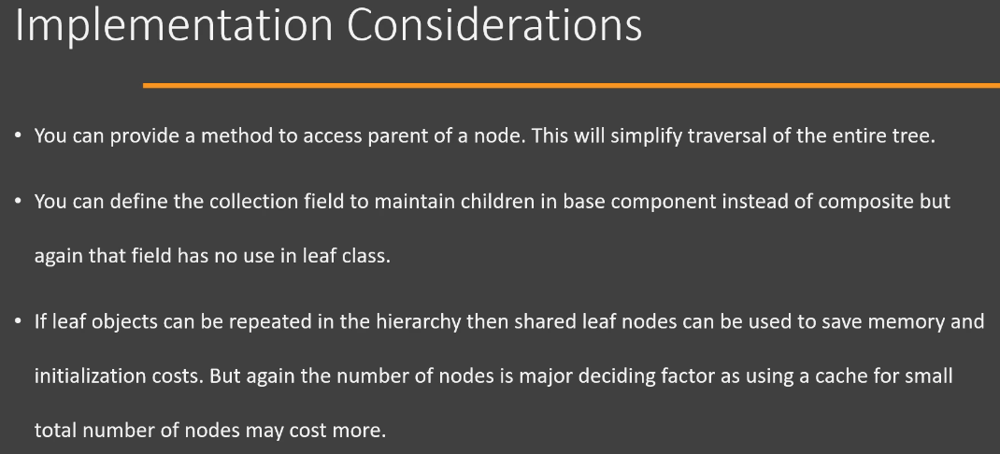 Implementation Considerations
• You can provide a method to access parent of a node. This will simplify traversal of the entire tree.
• You can define the collection field to maintain children in base component instead of composite but
again that field has no use in leaf class.
• If leaf objects can be repeated in the hierarchy then shared leaf nodes can be used to save memory and
initialization costs. But again the number of nodes is major deciding factor as using a cache for small
total number of nodes may cost more.